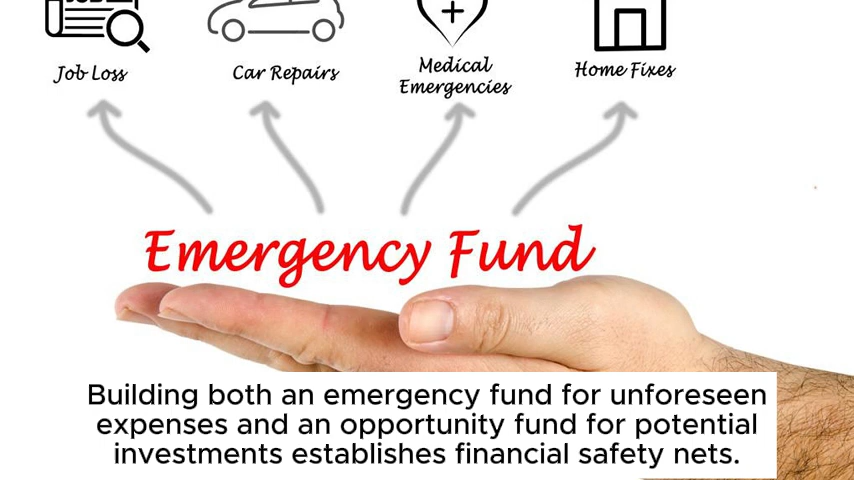 Job Loss
Car Repairs
Medical
Emergencies
Home Fixes
Emergency Fund
Building both an emergency fund for unforeseen
expenses and an opportunity fund for potential
investments establishes financial safety nets.